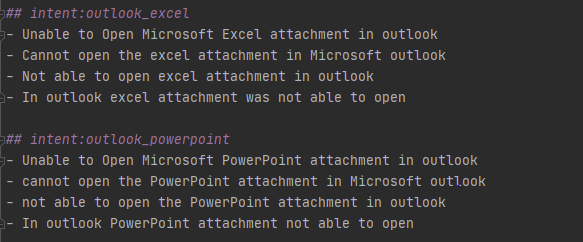 ## intent:outlook_excel
- Unable to Open Microsoft Excel attachment in outlook
- Cannot open the excel attachment in Microsoft outlook
- Not able to open excel attachment in outlook
- In outlook excel attachment was not able to open
## intent:outlook_powerpoint
- Unable to Open Microsoft PowerPoint attachment in outlook
- cannot open the PowerPoint attachment in Microsoft outlook
- not able to open the PowerPoint attachment in outlook
- In outlook PowerPoint attachment not able to open